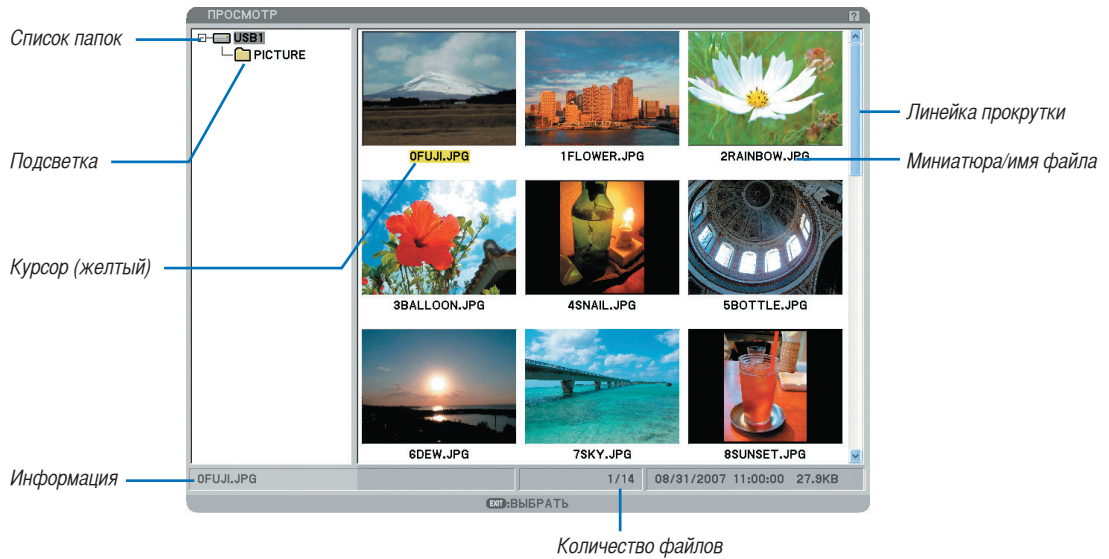 ПРОСМОТР ?
Список папок
USB1
PICTURE
Линейка прокрутки
Подсветка
0FUJI.JPG 1FLOWER.JPG 2RAINBOW.JPG
Миниатюра/имя файла
Курсор (желтый)
3BALLOON.JPG 4SNAIL.JPG 5BOTTLE.JPG
6DEW.JPG 7SKY.JPG 8SUNSET.JPG
Информация
0FUJI.JPG 1/14 08/31/2007 11:00:00 27.9KB
EXIT:ВЫБРАТЬ
Количество файлов